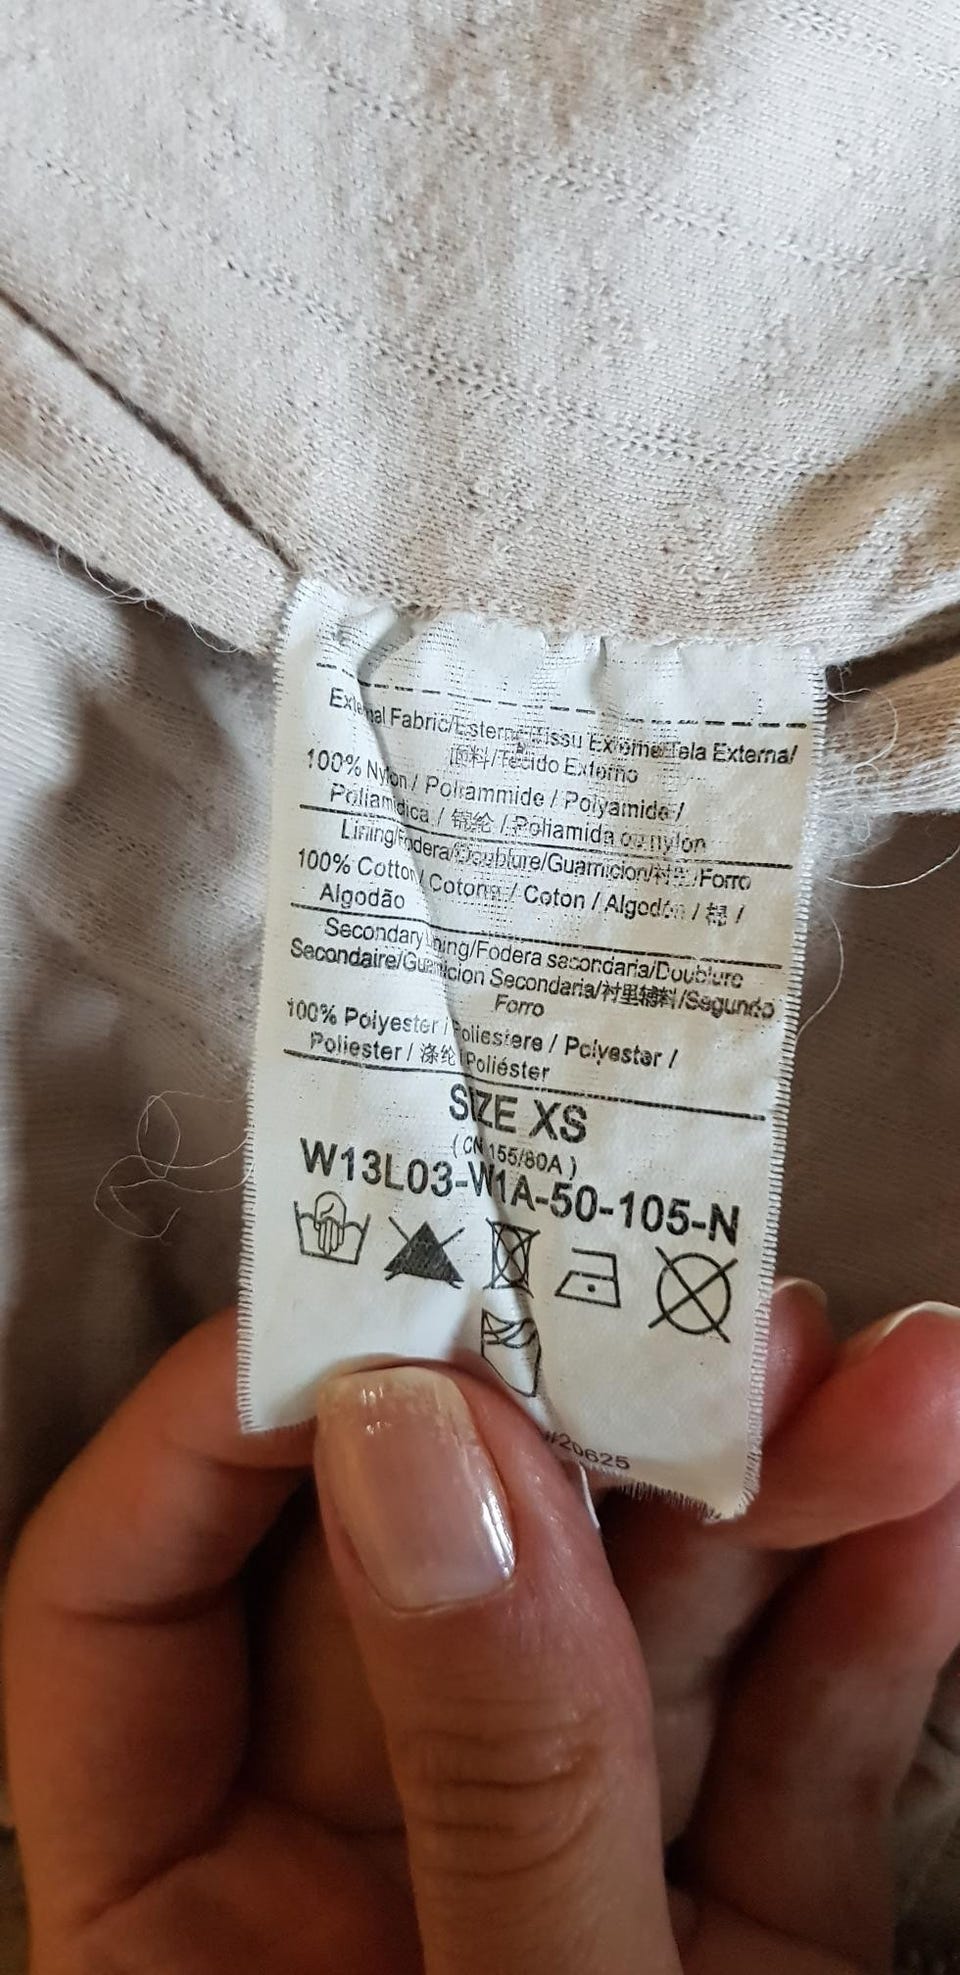 External Fabric/Esterno/Tissu Externe/Tela Externa/
面料/Tecido Externo
100% Nylon / Poliammide / Polyamide /
Poliamidica / 锦纶 / Poliamida ou nylon
Lining/Fodera/Doublure/Guarnicion/衬里/Forro
100% Cotton / Cotone / Coton / Algodón / 棉 /
Algodão
Secondary lining/Fodera secondaria/Doublure
Secondaire/Guarnicion Secondaria/衬里辅料/Segundo
Forro
100% Polyester / Poliestere / Polyester /
Poliester / 涤纶 / Poliéster
SIZE XS
( CN 155/80A )
W13L03-W1A-50-105-N
#20625